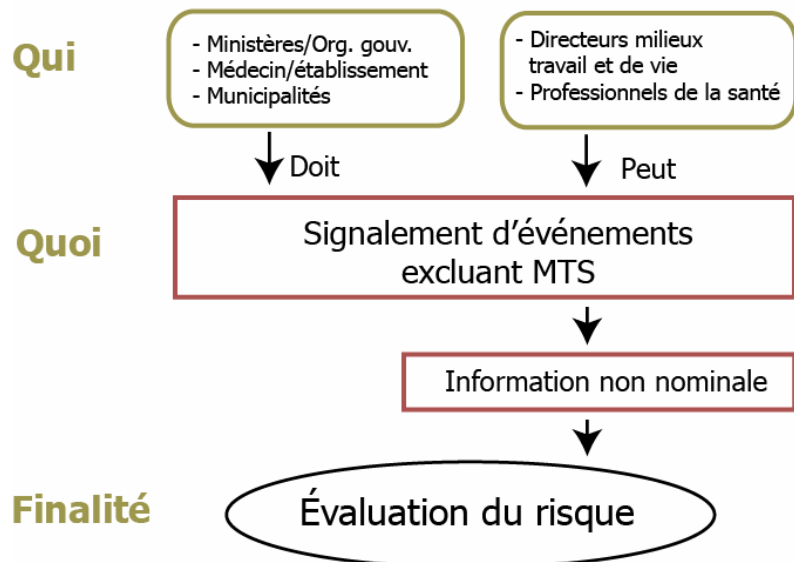 Qui
- Ministères/Org. gouv.
- Médecin/établissement
- Municipalités
- Directeurs milieux
travail et de vie
- Professionnels de la santé
Doit
Peut
Quoi
Signalement d'événements
excluant MTS
Information non nominale
Finalité
Évaluation du risque